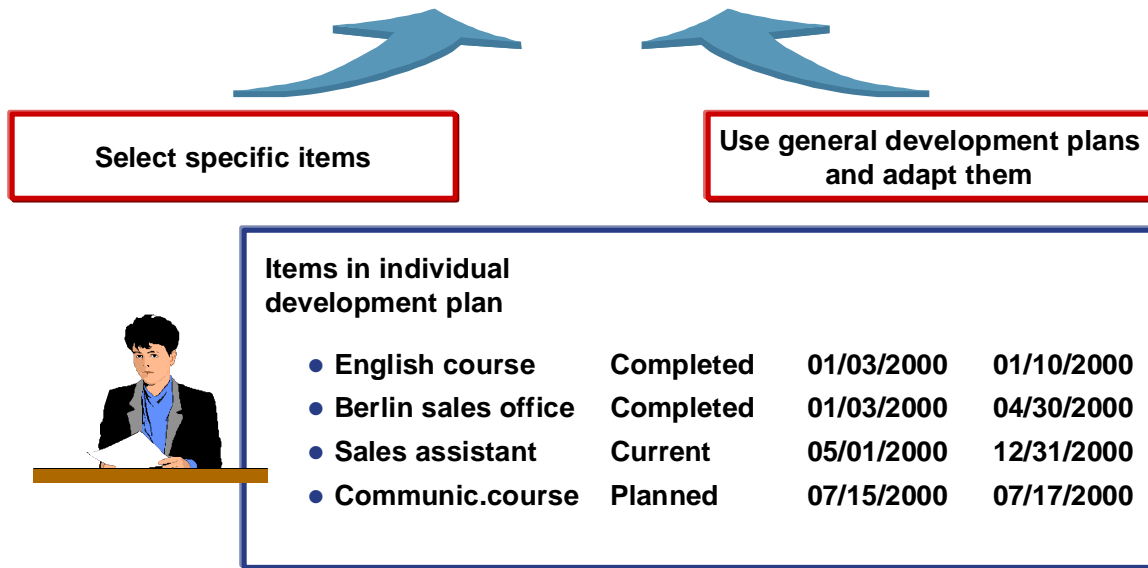 Select specific items
Use general development plans
and adapt them
Items in individual
development plan
English course Completed 01/03/2000 01/10/2000
Berlin sales office Completed 01/03/2000 04/30/2000
Sales assistant Current 05/01/2000 12/31/2000
Communic.course Planned 07/15/2000 07/17/2000